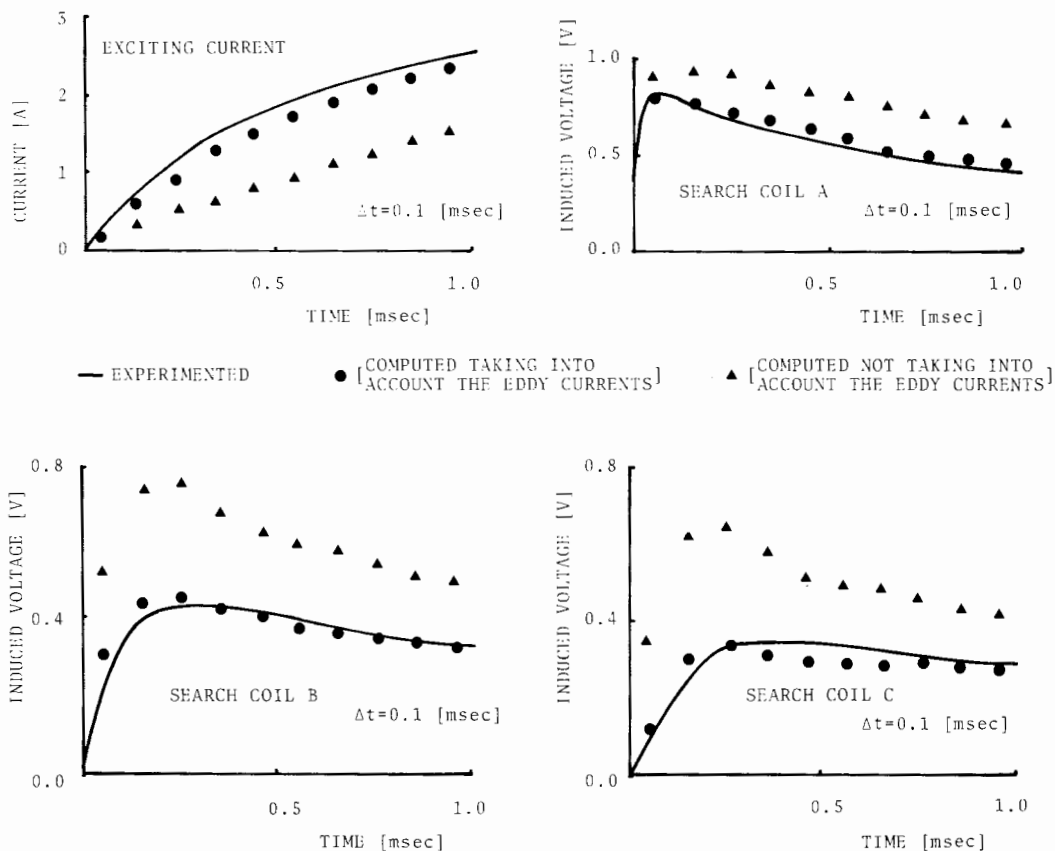 EXCITING CURRENT
CURRENT [A]
3
2
1
0
Δt=0.1 [msec]
0.5
1.0
TIME [msec]
INDUCED VOLTAGE [V]
1.0
0.5
0.0
SEARCH COIL A
Δt=0.1 [msec]
0.5
1.0
TIME [msec]
EXPERIMENTED
[COMPUTED TAKING INTO
ACCOUNT THE EDDY CURRENTS]
[COMPUTED NOT TAKING INTO
ACCOUNT THE EDDY CURRENTS]
INDUCED VOLTAGE [V]
0.8
0.4
0.0
SEARCH COIL B
Δt=0.1 [msec]
0.5
1.0
TIME [msec]
INDUCED VOLTAGE [V]
0.8
0.4
0.0
SEARCH COIL C
Δt=0.1 [msec]
0.5
1.0
TIME [msec]